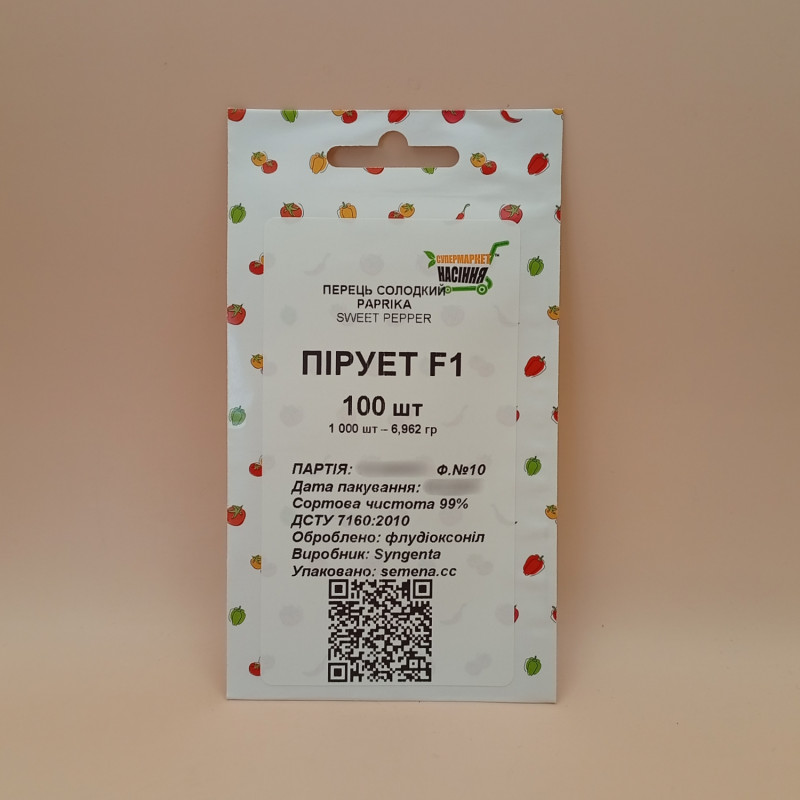 СУПЕРМАРКЕТ™
НАСІННЯ
ПЕРЕЦЬ СОЛОДКИЙ
PAPRIKA
SWEET PEPPER
ПІРУЕТ F1
100 шт
1 000 шт – 6,962 гр
ПАРТІЯ: Ф.№10
Дата пакування:
Сортова чистота 99%
ДСТУ 7160:2010
Оброблено: флудіоксоніл
Виробник: Syngenta
Упаковано: semena.cc